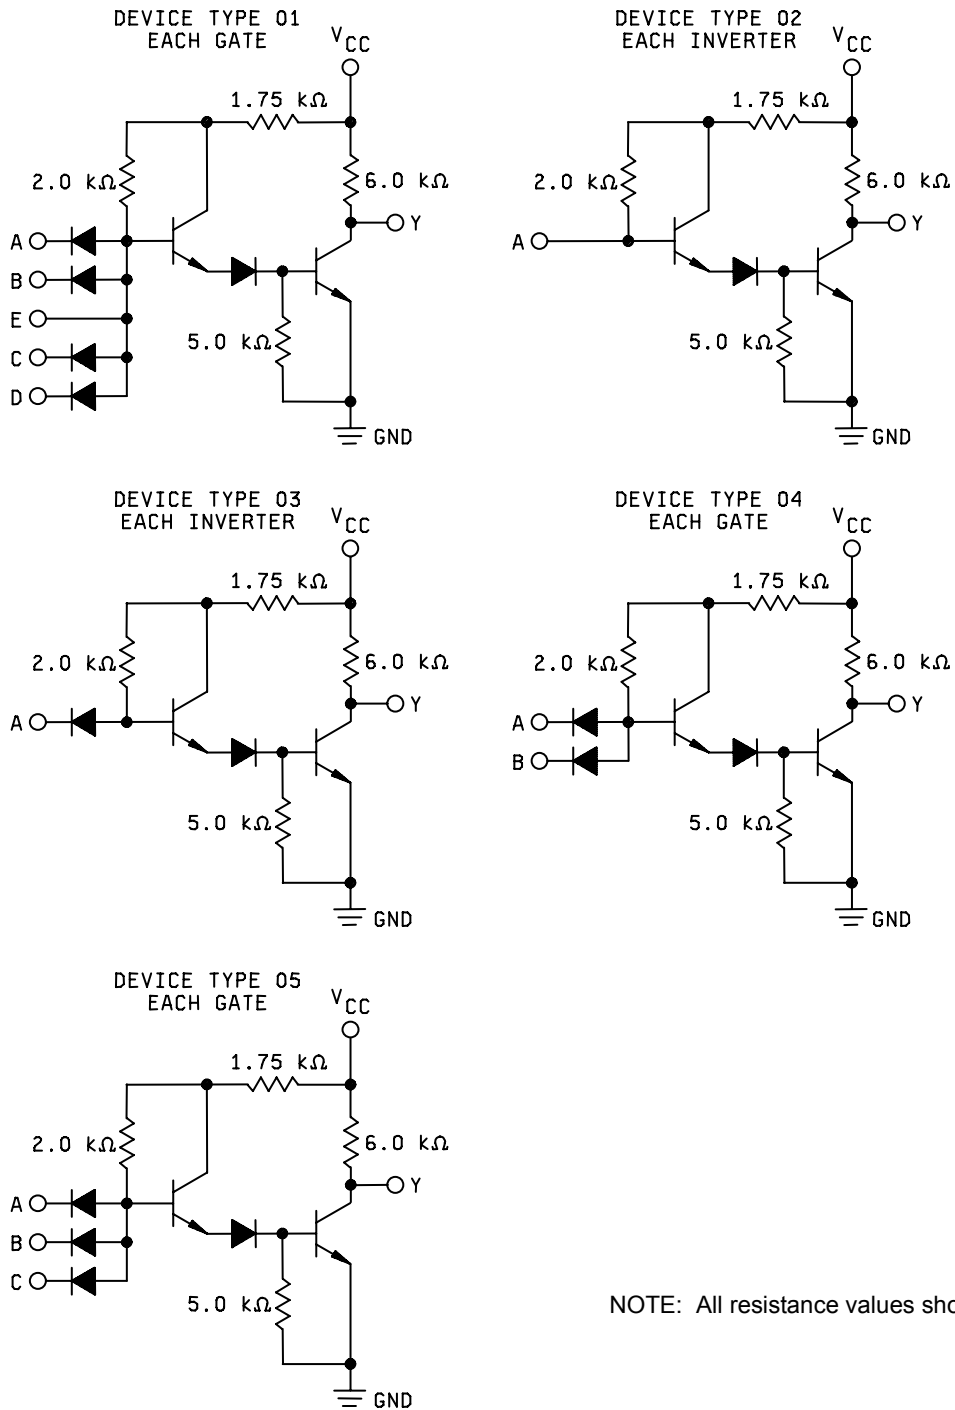 DEVICE TYPE 01
EACH GATE
VCC
1.75 kΩ
2.0 kΩ
6.0 kΩ
Y
A
B
E
C
D
5.0 kΩ
GND
DEVICE TYPE 02
EACH INVERTER
VCC
1.75 kΩ
2.0 kΩ
6.0 kΩ
Y
A
5.0 kΩ
GND
DEVICE TYPE 03
EACH INVERTER
VCC
1.75 kΩ
2.0 kΩ
6.0 kΩ
Y
A
5.0 kΩ
GND
DEVICE TYPE 04
EACH GATE
VCC
1.75 kΩ
2.0 kΩ
6.0 kΩ
Y
A
B
5.0 kΩ
GND
DEVICE TYPE 05
EACH GATE
VCC
1.75 kΩ
2.0 kΩ
6.0 kΩ
Y
A
B
C
5.0 kΩ
GND
NOTE: All resistance values